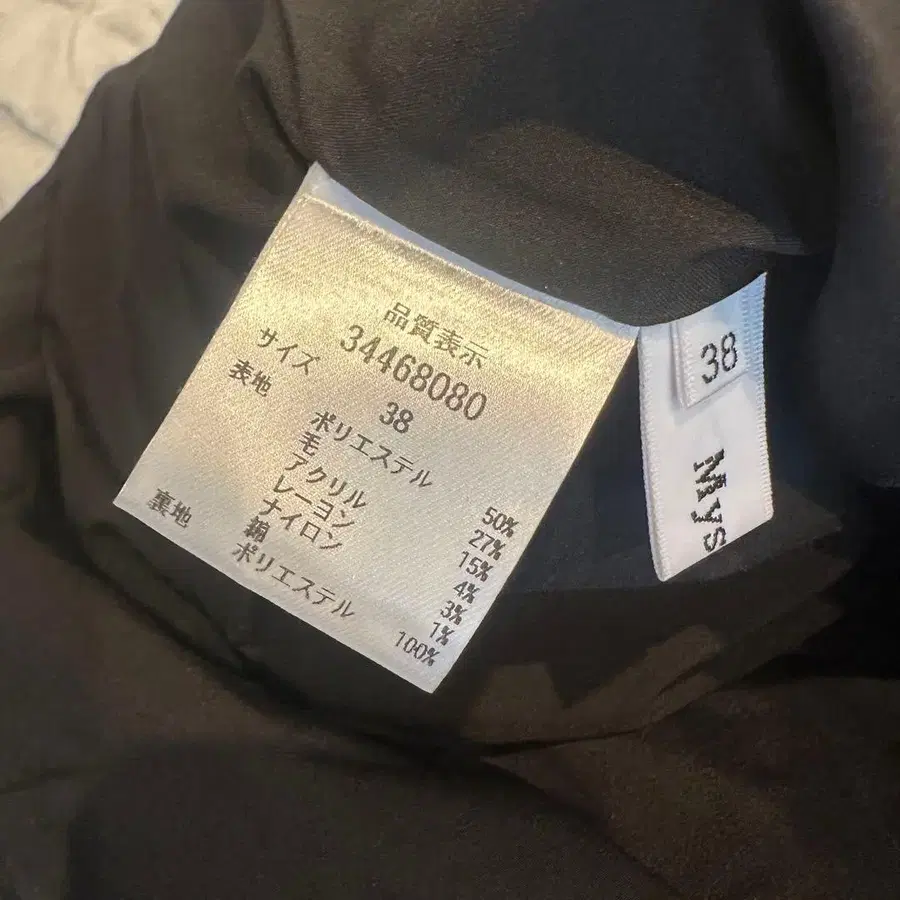 品質表示
34468080
サイズ 38
表地 ポリエステル 50%
毛 27%
アクリル 15%
レーヨン 4%
ナイロン 3%
綿 1%
裏地 ポリエステル 100%
38
Mys